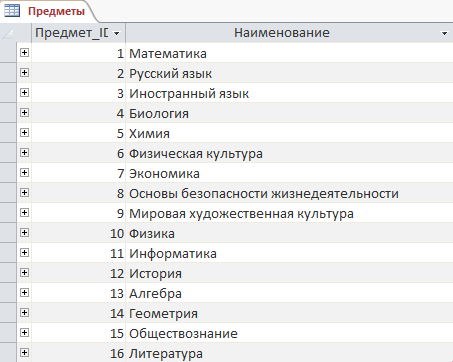 Предметы
Предмет_ID Наименование
1 Математика
2 Русский язык
3 Иностранный язык
4 Биология
5 Химия
6 Физическая культура
7 Экономика
8 Основы безопасности жизнедеятельности
9 Мировая художественная культура
10 Физика
11 Информатика
12 История
13 Алгебра
14 Геометрия
15 Обществознание
16 Литература